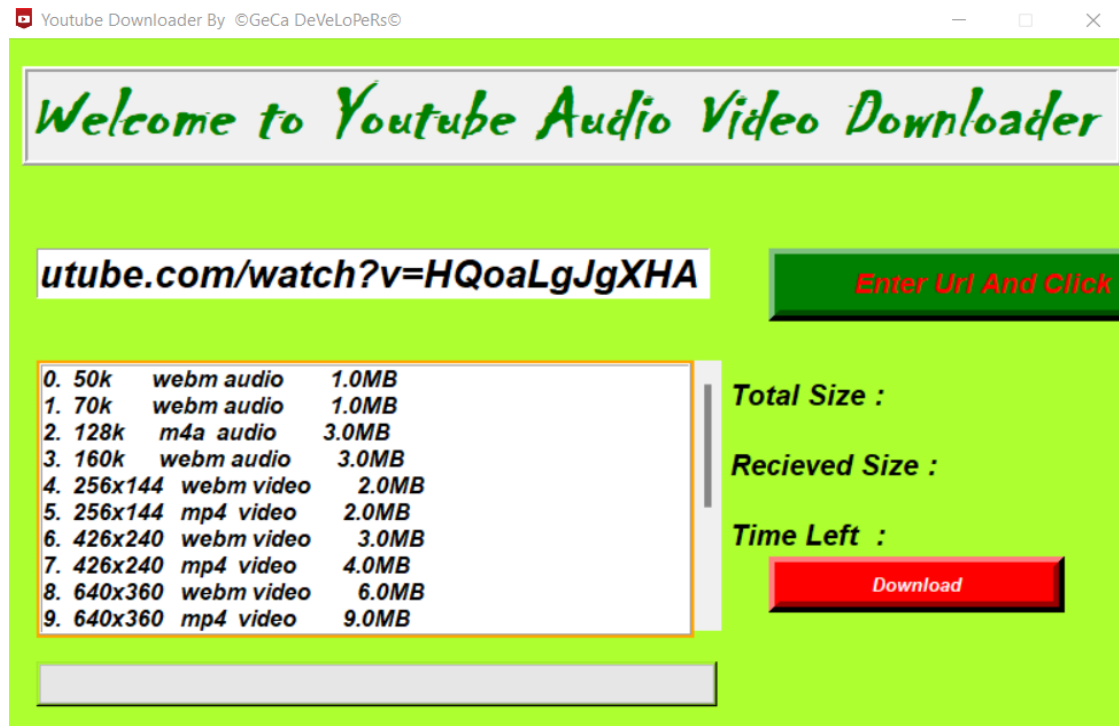 Youtube Downloader By ©GeCa DeVeLoPeRs©
Welcome to Youtube Audio Video Downloader
utube.com/watch?v=HQoaLgJgXHA
Enter Url And Click
0. 50k webm audio 1.0MB
1. 70k webm audio 1.0MB
2. 128k m4a audio 3.0MB
3. 160k webm audio 3.0MB
4. 256x144 webm video 2.0MB
5. 256x144 mp4 video 2.0MB
6. 426x240 webm video 3.0MB
7. 426x240 mp4 video 4.0MB
8. 640x360 webm video 6.0MB
9. 640x360 mp4 video 9.0MB
Total Size :
Recieved Size :
Time Left :
Download